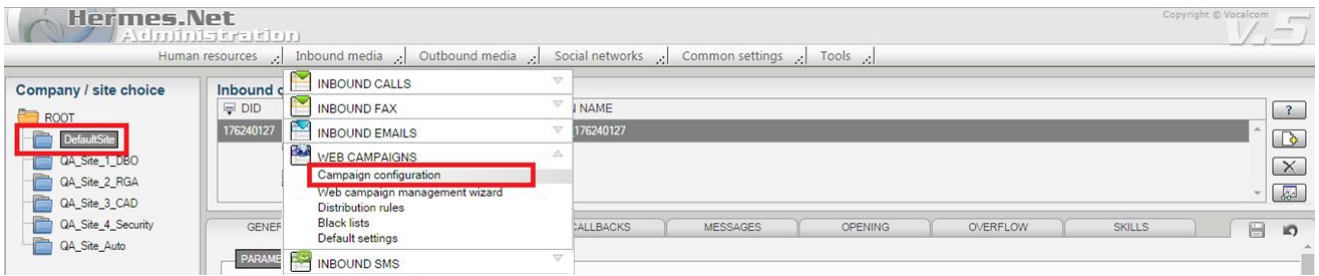 Hermes.Net
Administration
Copyright © Vocalcom
V.5
Human resources
Inbound media
Outbound media
Social networks
Common settings
Tools
Company / site choice
ROOT
DefaultSite
QA_Site_1_DBO
QA_Site_2_RGA
QA_Site_3_CAD
QA_Site_4_Security
QA_Site_Auto
Inbound c
DID
176240127
INBOUND CALLS
INBOUND FAX
INBOUND EMAILS
WEB CAMPAIGNS
Campaign configuration
Web campaign management wizard
Distribution rules
Black lists
Default settings
INBOUND SMS
N NAME
_176240127
?
GENER
CALLBACKS
MESSAGES
OPENING
OVERFLOW
SKILLS
PARAME